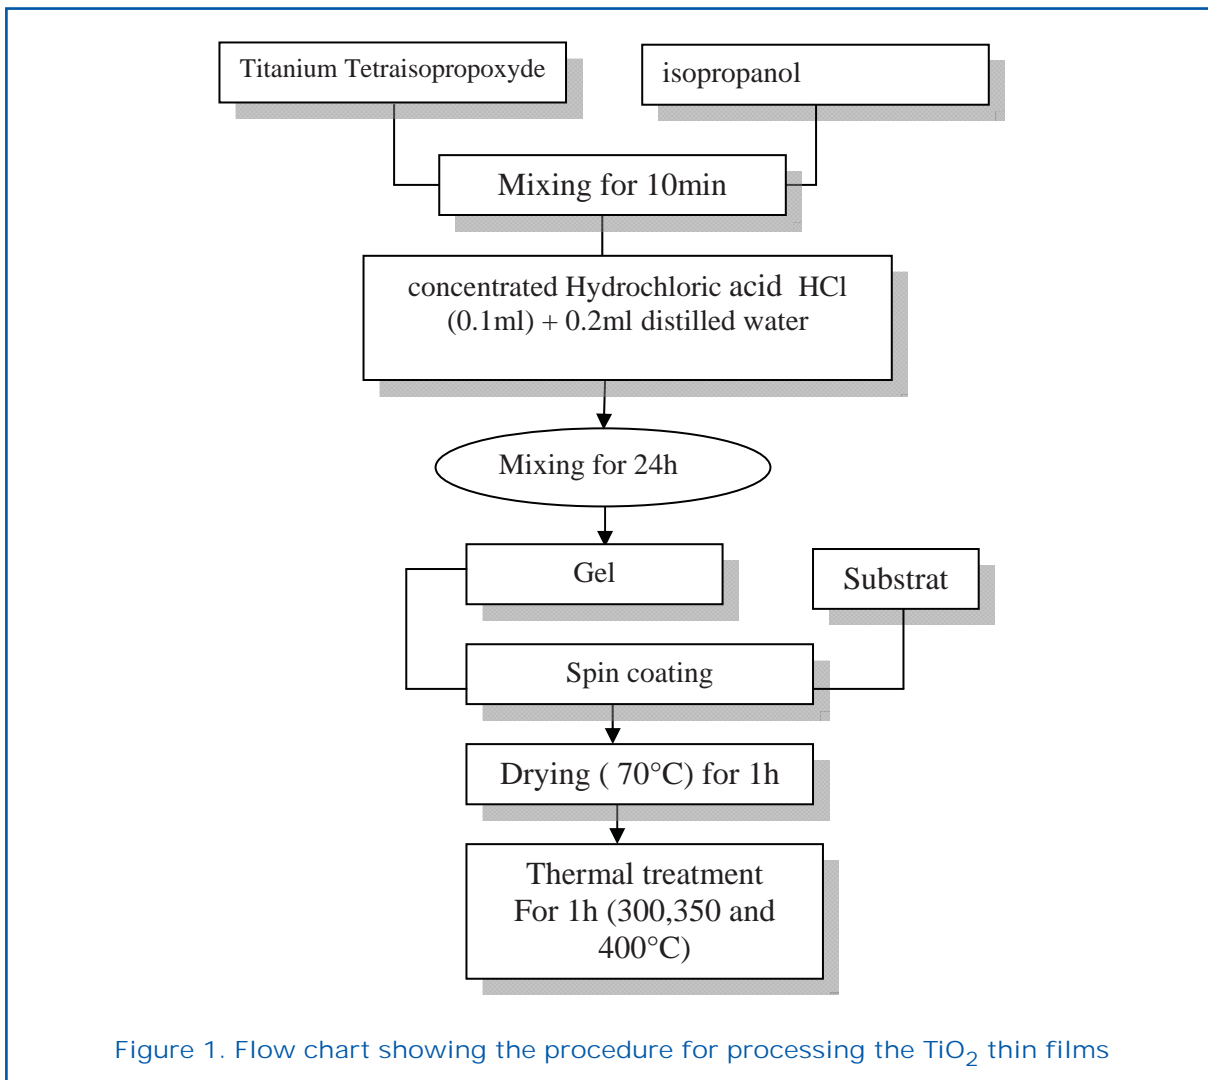 Titanium Tetraisopropoxyde
isopropanol
Mixing for 10min
concentrated Hydrochloric acid  HCl
(0.1ml) + 0.2ml distilled water
Mixing for 24h
Gel
Substrat
Spin coating
Drying ( 70°C) for 1h
Thermal treatment
For 1h (300,350 and
400°C)
Figure 1. Flow chart showing the procedure for processing the TiO₂ thin films